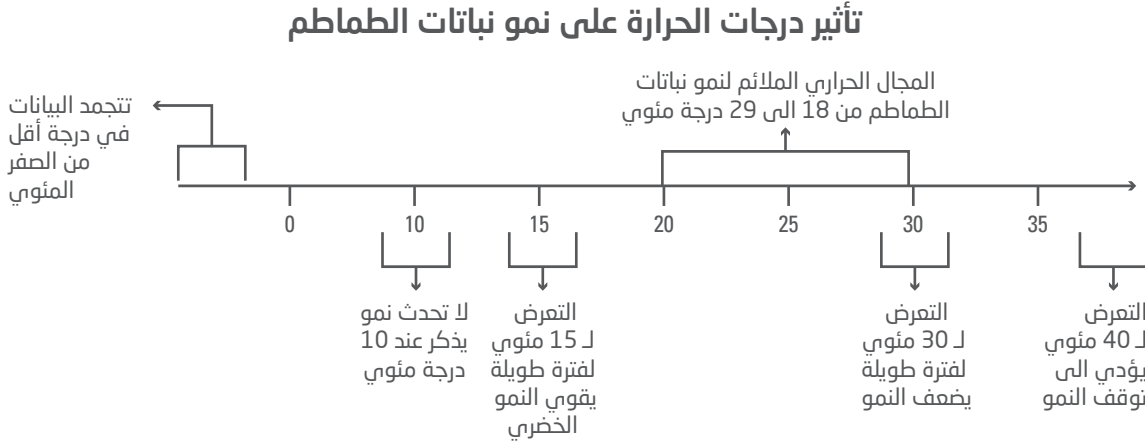 تأثير درجات الحرارة على نمو نباتات الطماطم
المجال الحراري الملائم لنمو نباتات
الطماطم من 18 الى 29 درجة مئوي
تتجمد البيانات
في درجة أقل
من الصفر
المئوي
0 10 15 20 25 30 35
لا تحدث نمو
يذكر عند 10
درجة مئوي
التعرض
لـ 15 مئوي
لفترة طويلة
يقوي النمو
الخضري
التعرض
لـ 30 مئوي
لفترة طويلة
يضعف النمو
التعرض
لـ 40 مئوي
يؤدي الى
توقف النمو